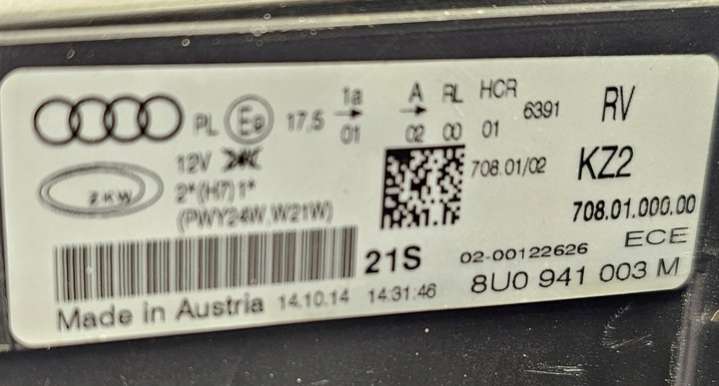 PL E9 17,5 1a 01 A 02 RL 00 HCR 01 6391 RV
12V
ZKW
2*(H7) 1*
(PWY24W, W21W)
708.01/02 KZ2
708.01.000.00
21S 02-00122626 ECE
Made in Austria 14.10.14 14:31:46 8U0 941 003 M